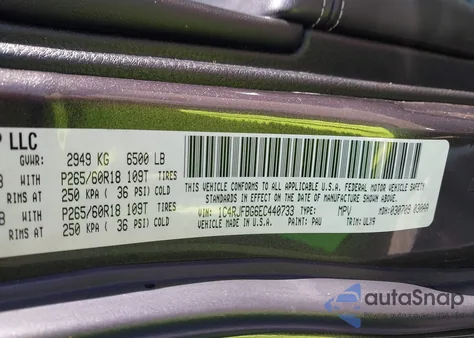 P LLC
GVWR: 2949 KG 6500 LB
B WITH P265/60R18 109T TIRES
RIMS AT 250 KPA ( 36 PSI) COLD
B WITH P265/60R18 109T TIRES
RIMS AT 250 KPA ( 36 PSI) COLD
THIS VEHICLE CONFORMS TO ALL APPLICABLE U.S.A. FEDERAL MOTOR VEHICLE SAFETY
STANDARDS IN EFFECT ON THE DATE OF MANUFACTURE SHOWN ABOVE.
VEHICLE MADE IN U.S.A. PAINT: PAU MPV MDH: 030709
VIN: 1C4RJFBG6EC440733 TRIM: ULX9
autaSnap